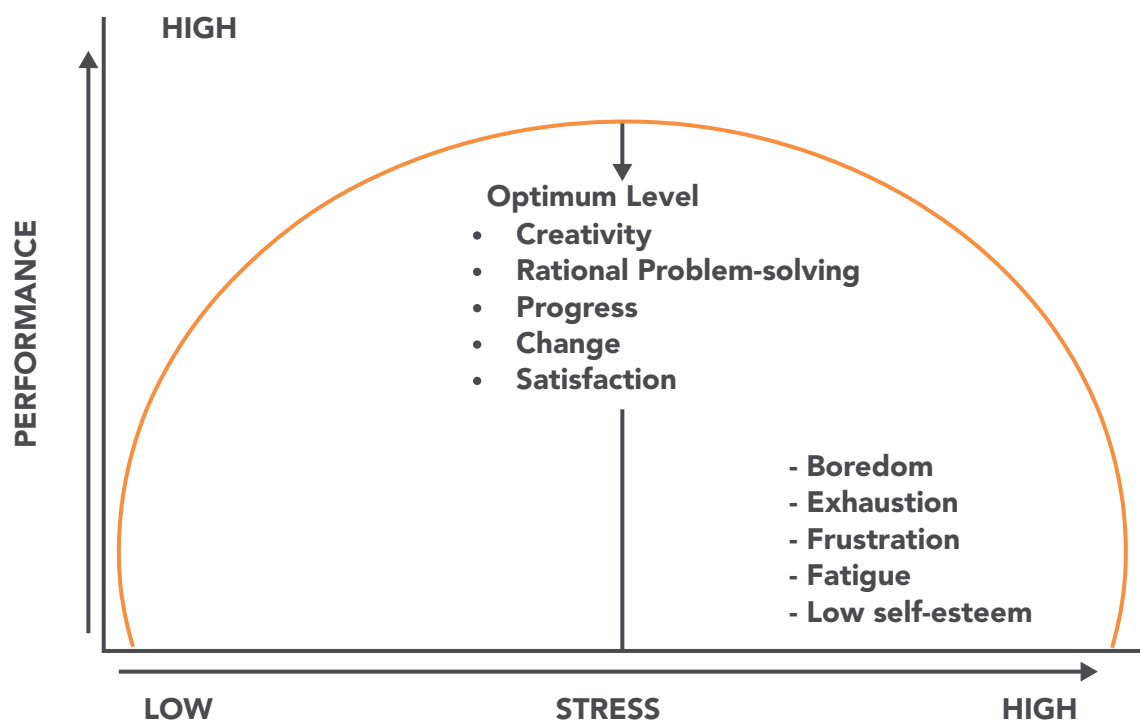 HIGH
PERFORMANCE
Optimum Level
• Creativity
• Rational Problem-solving
• Progress
• Change
• Satisfaction
- Boredom
- Exhaustion
- Frustration
- Fatigue
- Low self-esteem
LOW STRESS HIGH